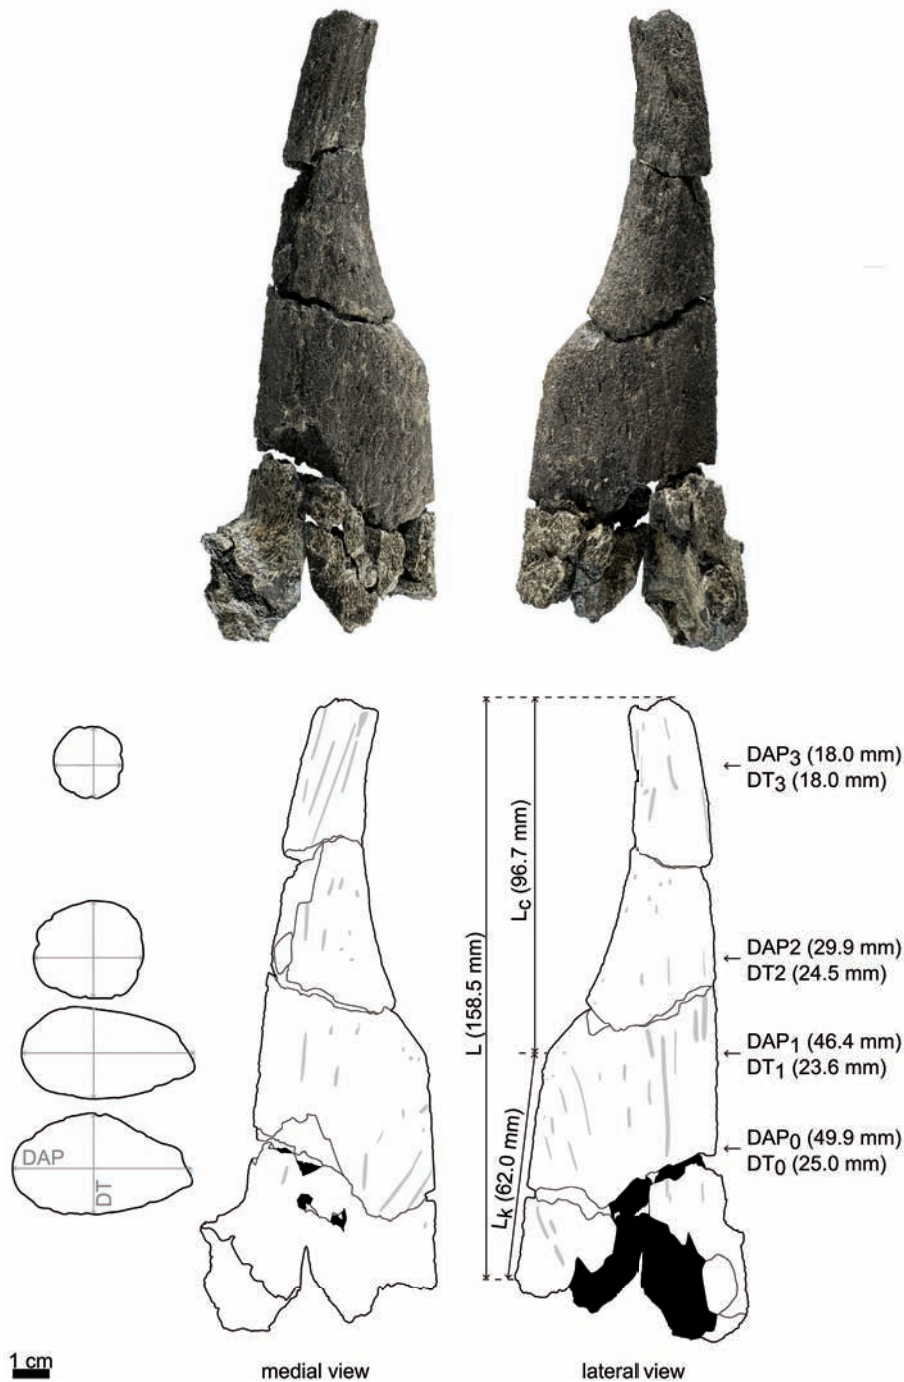 DAP3 (18.0 mm)
DT3 (18.0 mm)
LC (96.7 mm)
L (158.5 mm)
DAP2 (29.9 mm)
DT2 (24.5 mm)
DAP1 (46.4 mm)
DT1 (23.6 mm)
DAP0 (49.9 mm)
DT0 (25.0 mm)
DAP
DT
Lk (62.0 mm)
1 cm
medial view
lateral view